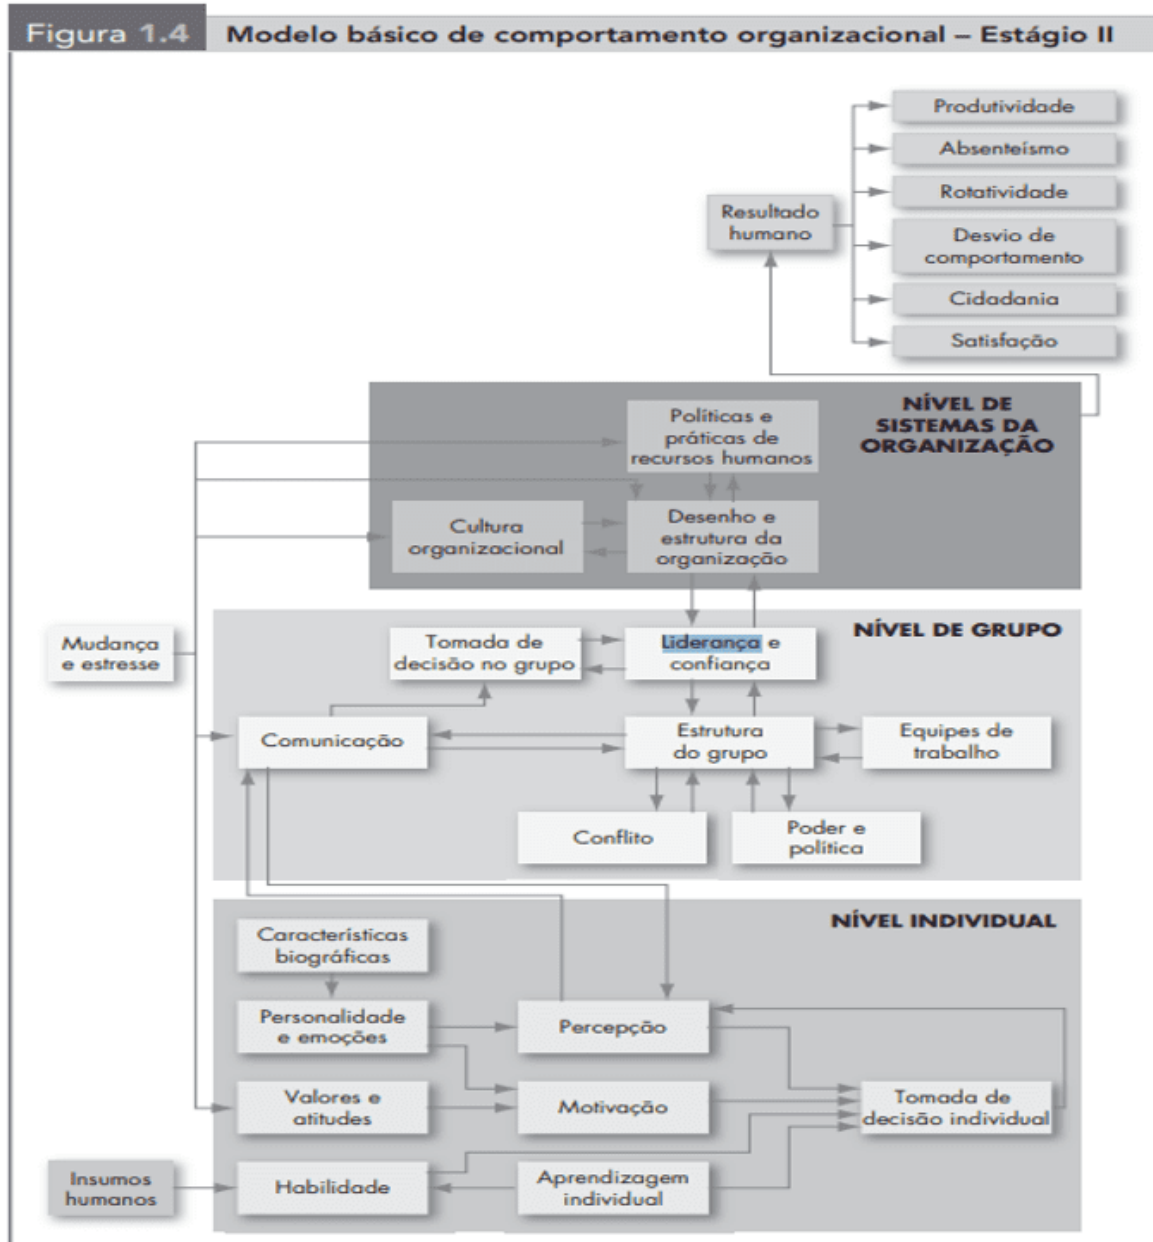 Figura 1.4 Modelo básico de comportamento organizacional – Estágio II
Produtividade
Absenteísmo
Rotatividade
Resultado
humano
Desvio de
comportamento
Cidadania
Satisfação
NÍVEL DE
SISTEMAS DA
ORGANIZAÇÃO
Políticas e
práticas de
recursos humanos
Cultura
organizacional
Desenho e
estrutura da
organização
Mudança
e estresse
NÍVEL DE GRUPO
Tomada de
decisão no grupo
Liderança e
confiança
Comunicação
Estrutura
do grupo
Equipes de
trabalho
Conflito
Poder e
política
NÍVEL INDIVIDUAL
Características
biográficas
Personalidade
e emoções
Percepção
Valores e
atitudes
Motivação
Tomada de
decisão individual
Insumos
humanos
Habilidade
Aprendizagem
individual